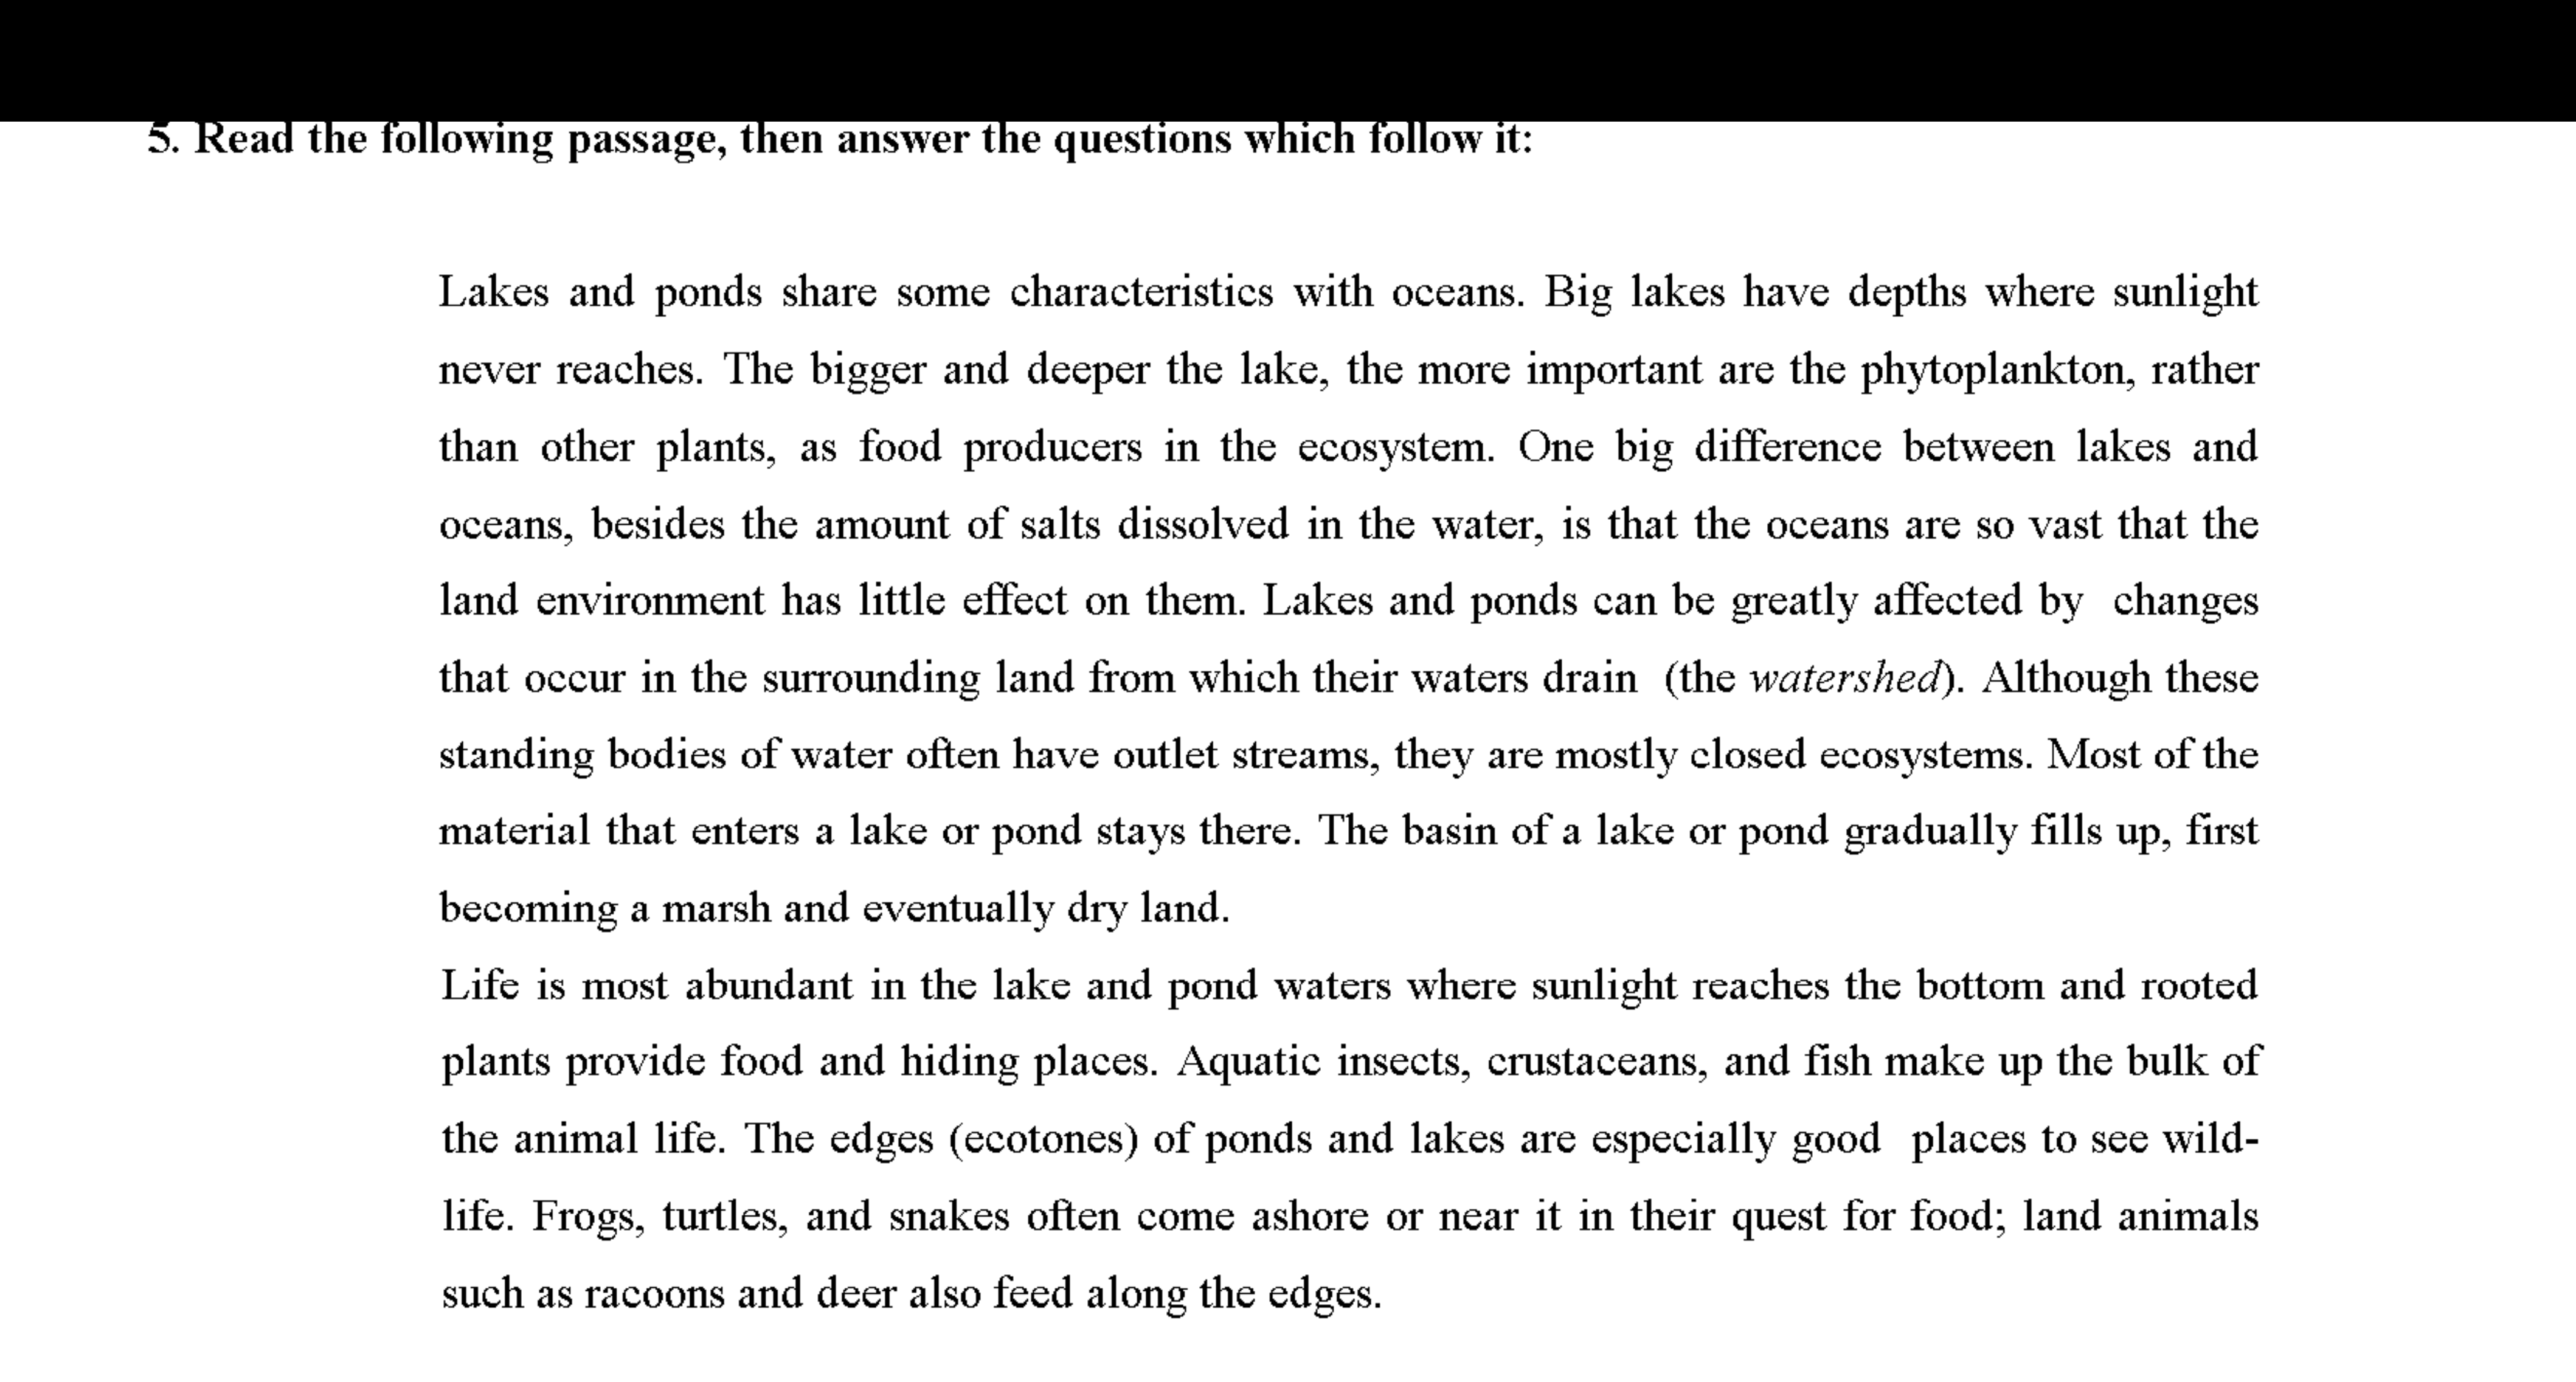 5. Read the following passage, then answer the questions which follow it:
Lakes and ponds share some characteristics with oceans. Big lakes have depths where sunlight
never reaches. The bigger and deeper the lake, the more important are the phytoplankton, rather
than other plants, as food producers in the ecosystem. One big difference between lakes and
oceans, besides the amount of salts dissolved in the water, is that the oceans are so vast that the
land environment has little effect on them. Lakes and ponds can be greatly affected by changes
that occur in the surrounding land from which their waters drain (the watershed). Although these
standing bodies of water often have outlet streams, they are mostly closed ecosystems. Most of the
material that enters a lake or pond stays there. The basin of a lake or pond gradually fills up, first
becoming a marsh and eventually dry land.
Life is most abundant in the lake and pond waters where sunlight reaches the bottom and rooted
plants provide food and hiding places. Aquatic insects, crustaceans, and fish make up the bulk of
the animal life. The edges (ecotones) of ponds and lakes are especially good places to see wild-
life. Frogs, turtles, and snakes often come ashore or near it in their quest for food; land animals
such as racoons and deer also feed along the edges.